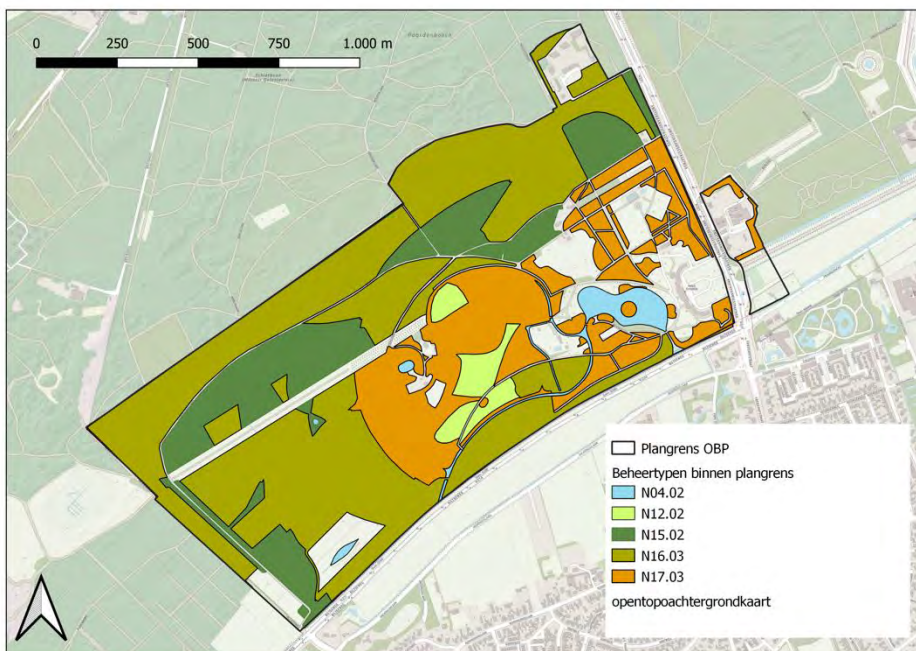 0 250 500 750 1.000 m
Plangrens OBP
Beheertypen binnen plangrens
N04.02
N12.02
N15.02
N16.03
N17.03
opentopoachtergrondkaart